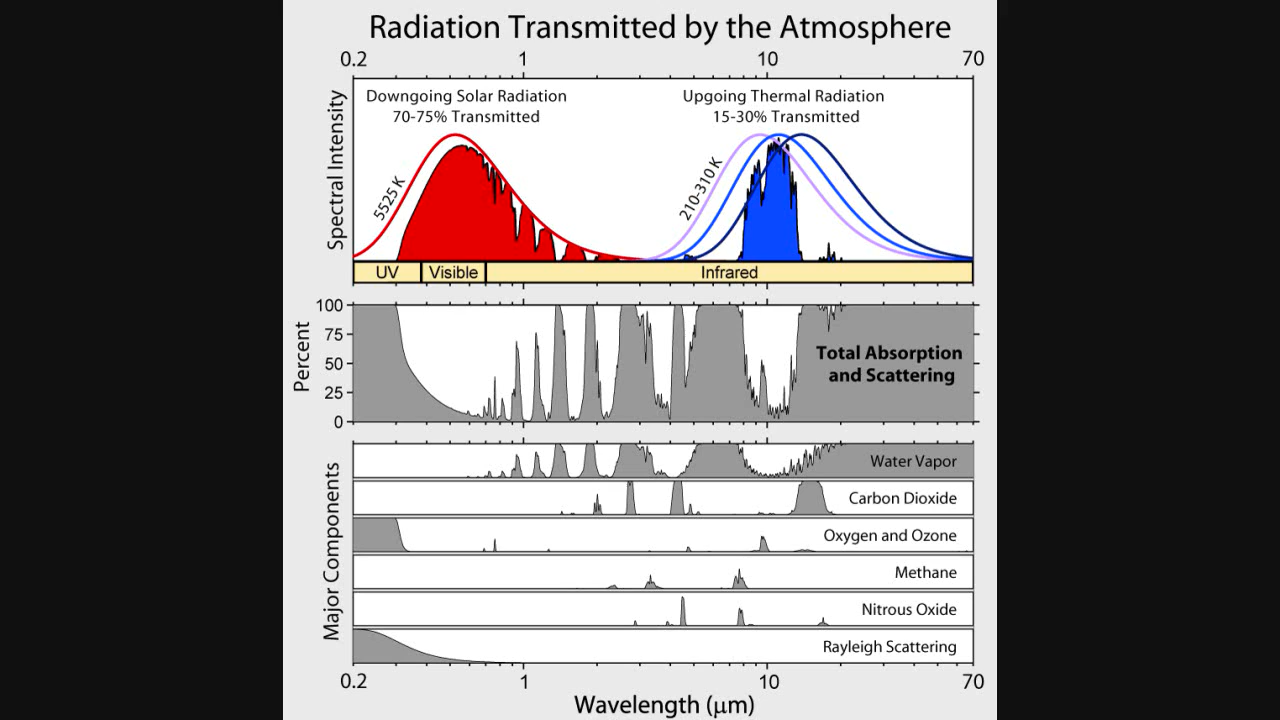 Radiation Transmitted by the Atmosphere
0.2 1 10 70
Spectral Intensity
Downgoing Solar Radiation
70-75% Transmitted
Upgoing Thermal Radiation
15-30% Transmitted
5525 K
210-310 K
UV Visible Infrared
Percent
100
75
50
25
0
Total Absorption
and Scattering
Major Components
Water Vapor
Carbon Dioxide
Oxygen and Ozone
Methane
Nitrous Oxide
Rayleigh Scattering
0.2 1 10 70
Wavelength (μm)